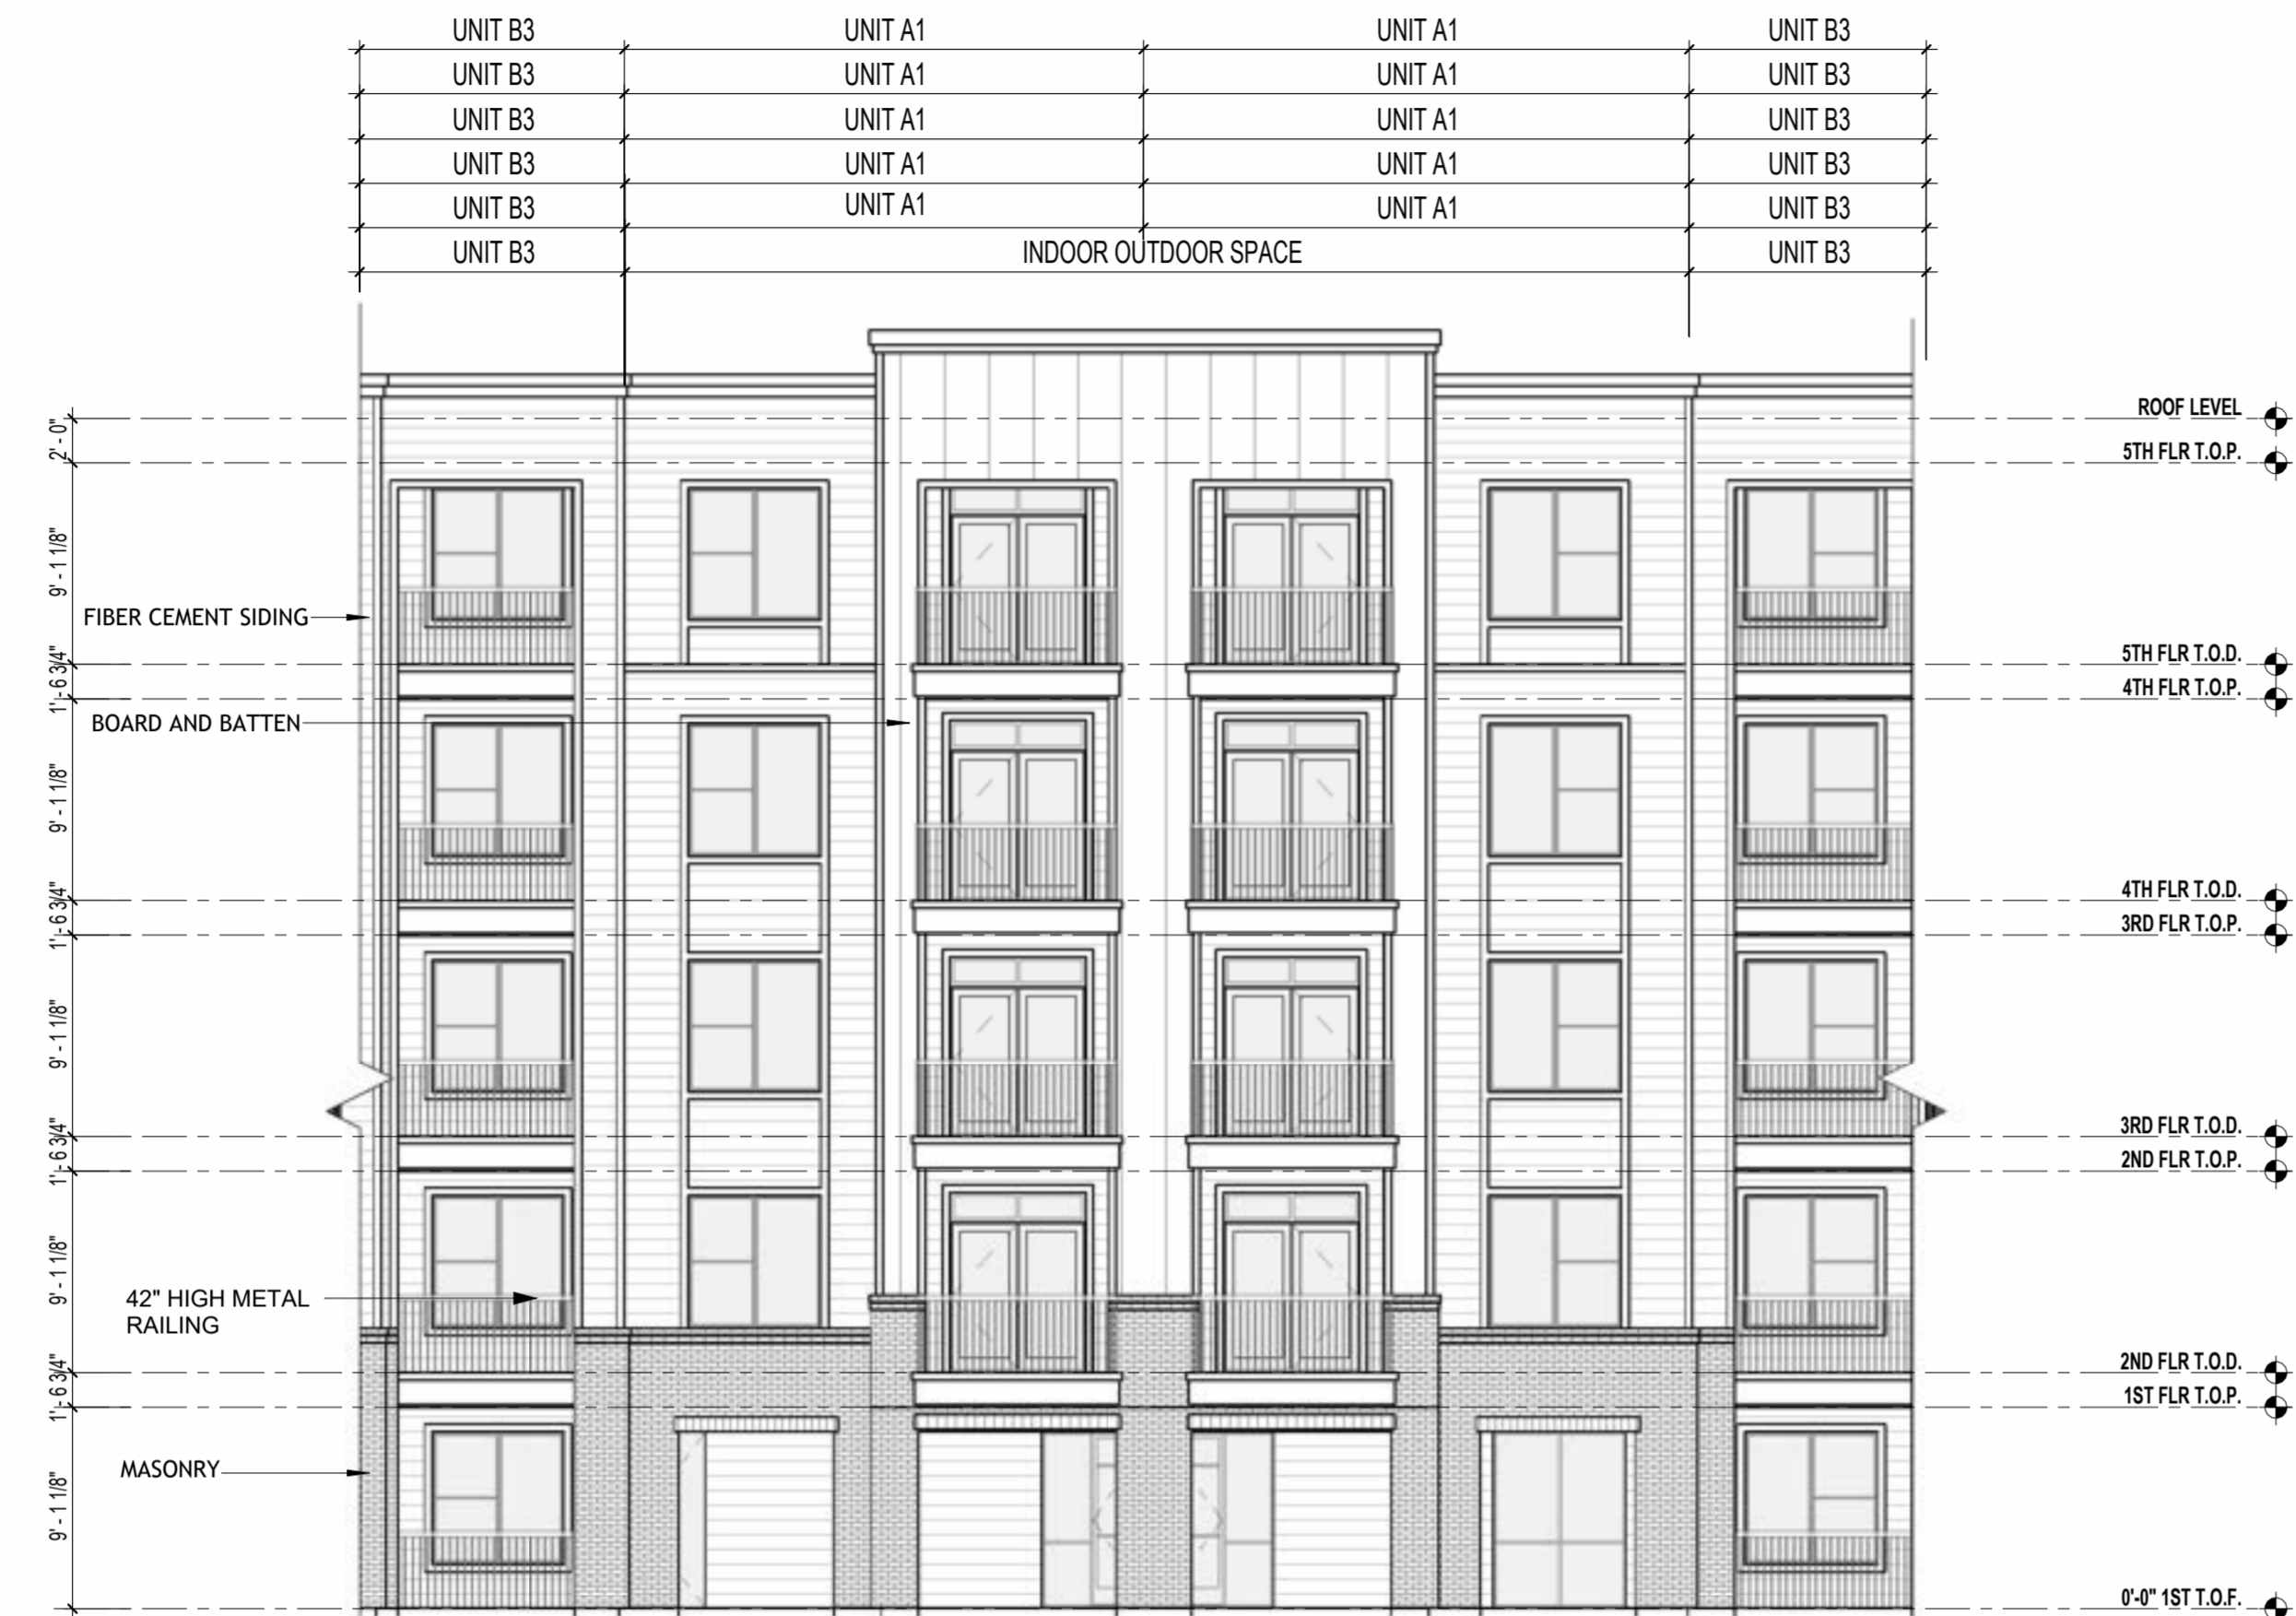 UNIT B3 UNIT A1 UNIT A1 UNIT B3
UNIT B3 UNIT A1 UNIT A1 UNIT B3
UNIT B3 UNIT A1 UNIT A1 UNIT B3
UNIT B3 UNIT A1 UNIT A1 UNIT B3
UNIT B3 UNIT A1 UNIT A1 UNIT B3
UNIT B3 INDOOR OUTDOOR SPACE UNIT B3
ROOF LEVEL
2' - 0"
5TH FLR T.O.P.
9' - 1 1/8"
FIBER CEMENT SIDING
5TH FLR T.O.D.
1'- 6 3/4"
4TH FLR T.O.P.
BOARD AND BATTEN
9' - 1 1/8"
4TH FLR T.O.D.
1'- 6 3/4"
3RD FLR T.O.P.
9' - 1 1/8"
3RD FLR T.O.D.
1'- 6 3/4"
2ND FLR T.O.P.
9' - 1 1/8"
42" HIGH METAL
RAILING
2ND FLR T.O.D.
1'- 6 3/4"
1ST FLR T.O.P.
MASONRY
9' - 1 1/8"
0'-0" 1ST T.O.F.